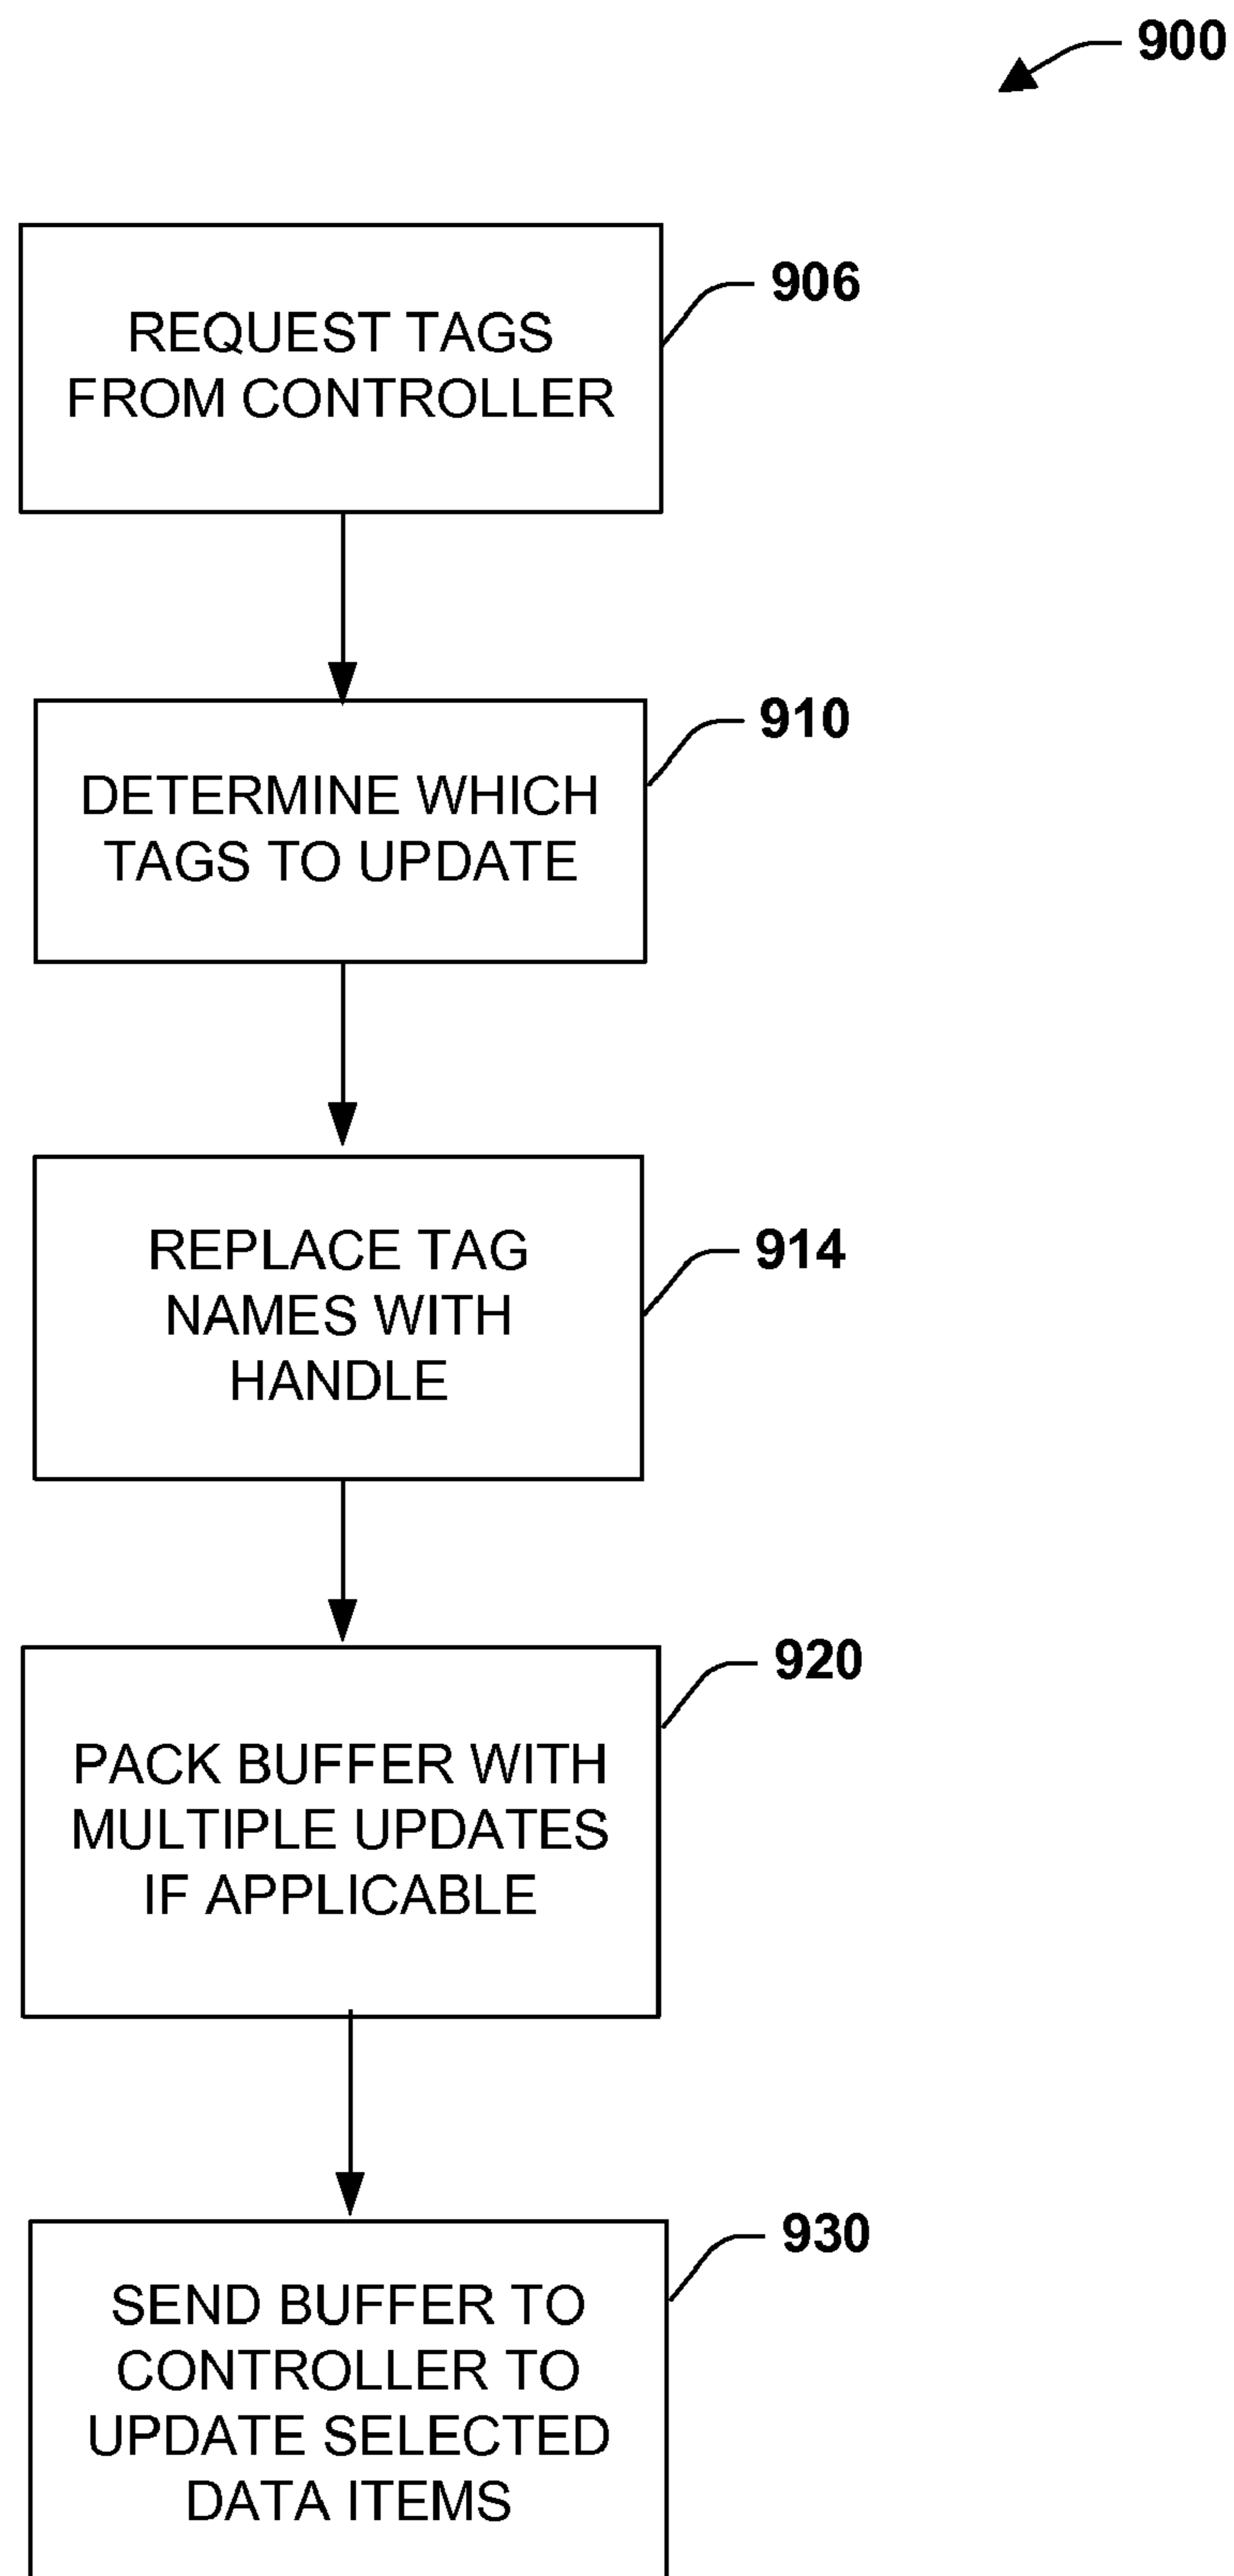 900
906
REQUEST TAGS
FROM CONTROLLER
910
DETERMINE WHICH
TAGS TO UPDATE
914
REPLACE TAG
NAMES WITH
HANDLE
920
PACK BUFFER WITH
MULTIPLE UPDATES
IF APPLICABLE
930
SEND BUFFER TO
CONTROLLER TO
UPDATE SELECTED
DATA ITEMS